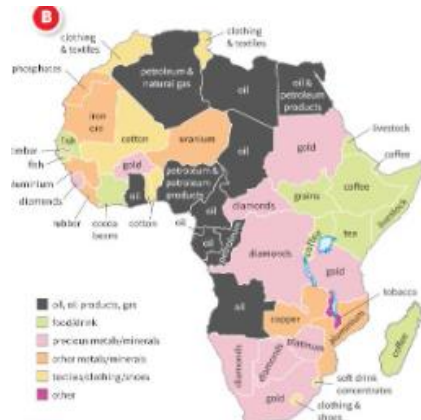 B
clothing
& textiles
clothing
& textiles
phosphates
petroleum &
natural gas
oil
oil &
petroleum
products
iron
ore
livestock
fish
cotton
uranium
oil
gold
coffee
fish
gold
petroleum &
petroleum
products
grains
coffee
livestock
diamonds
rubber
cocoa
beans
oil
cotton
oil
oil
petroleum
diamonds
diamonds
coffee
tea
gold
oil
copper
tobacco
aluminium
diamonds
diamonds
platinum
coffee
gold
soft drink
concentrates
clothing &
shoes
oil, oil products, gas
food/drink
precious metals/minerals
other metals/minerals
textiles/clothing/shoes
other